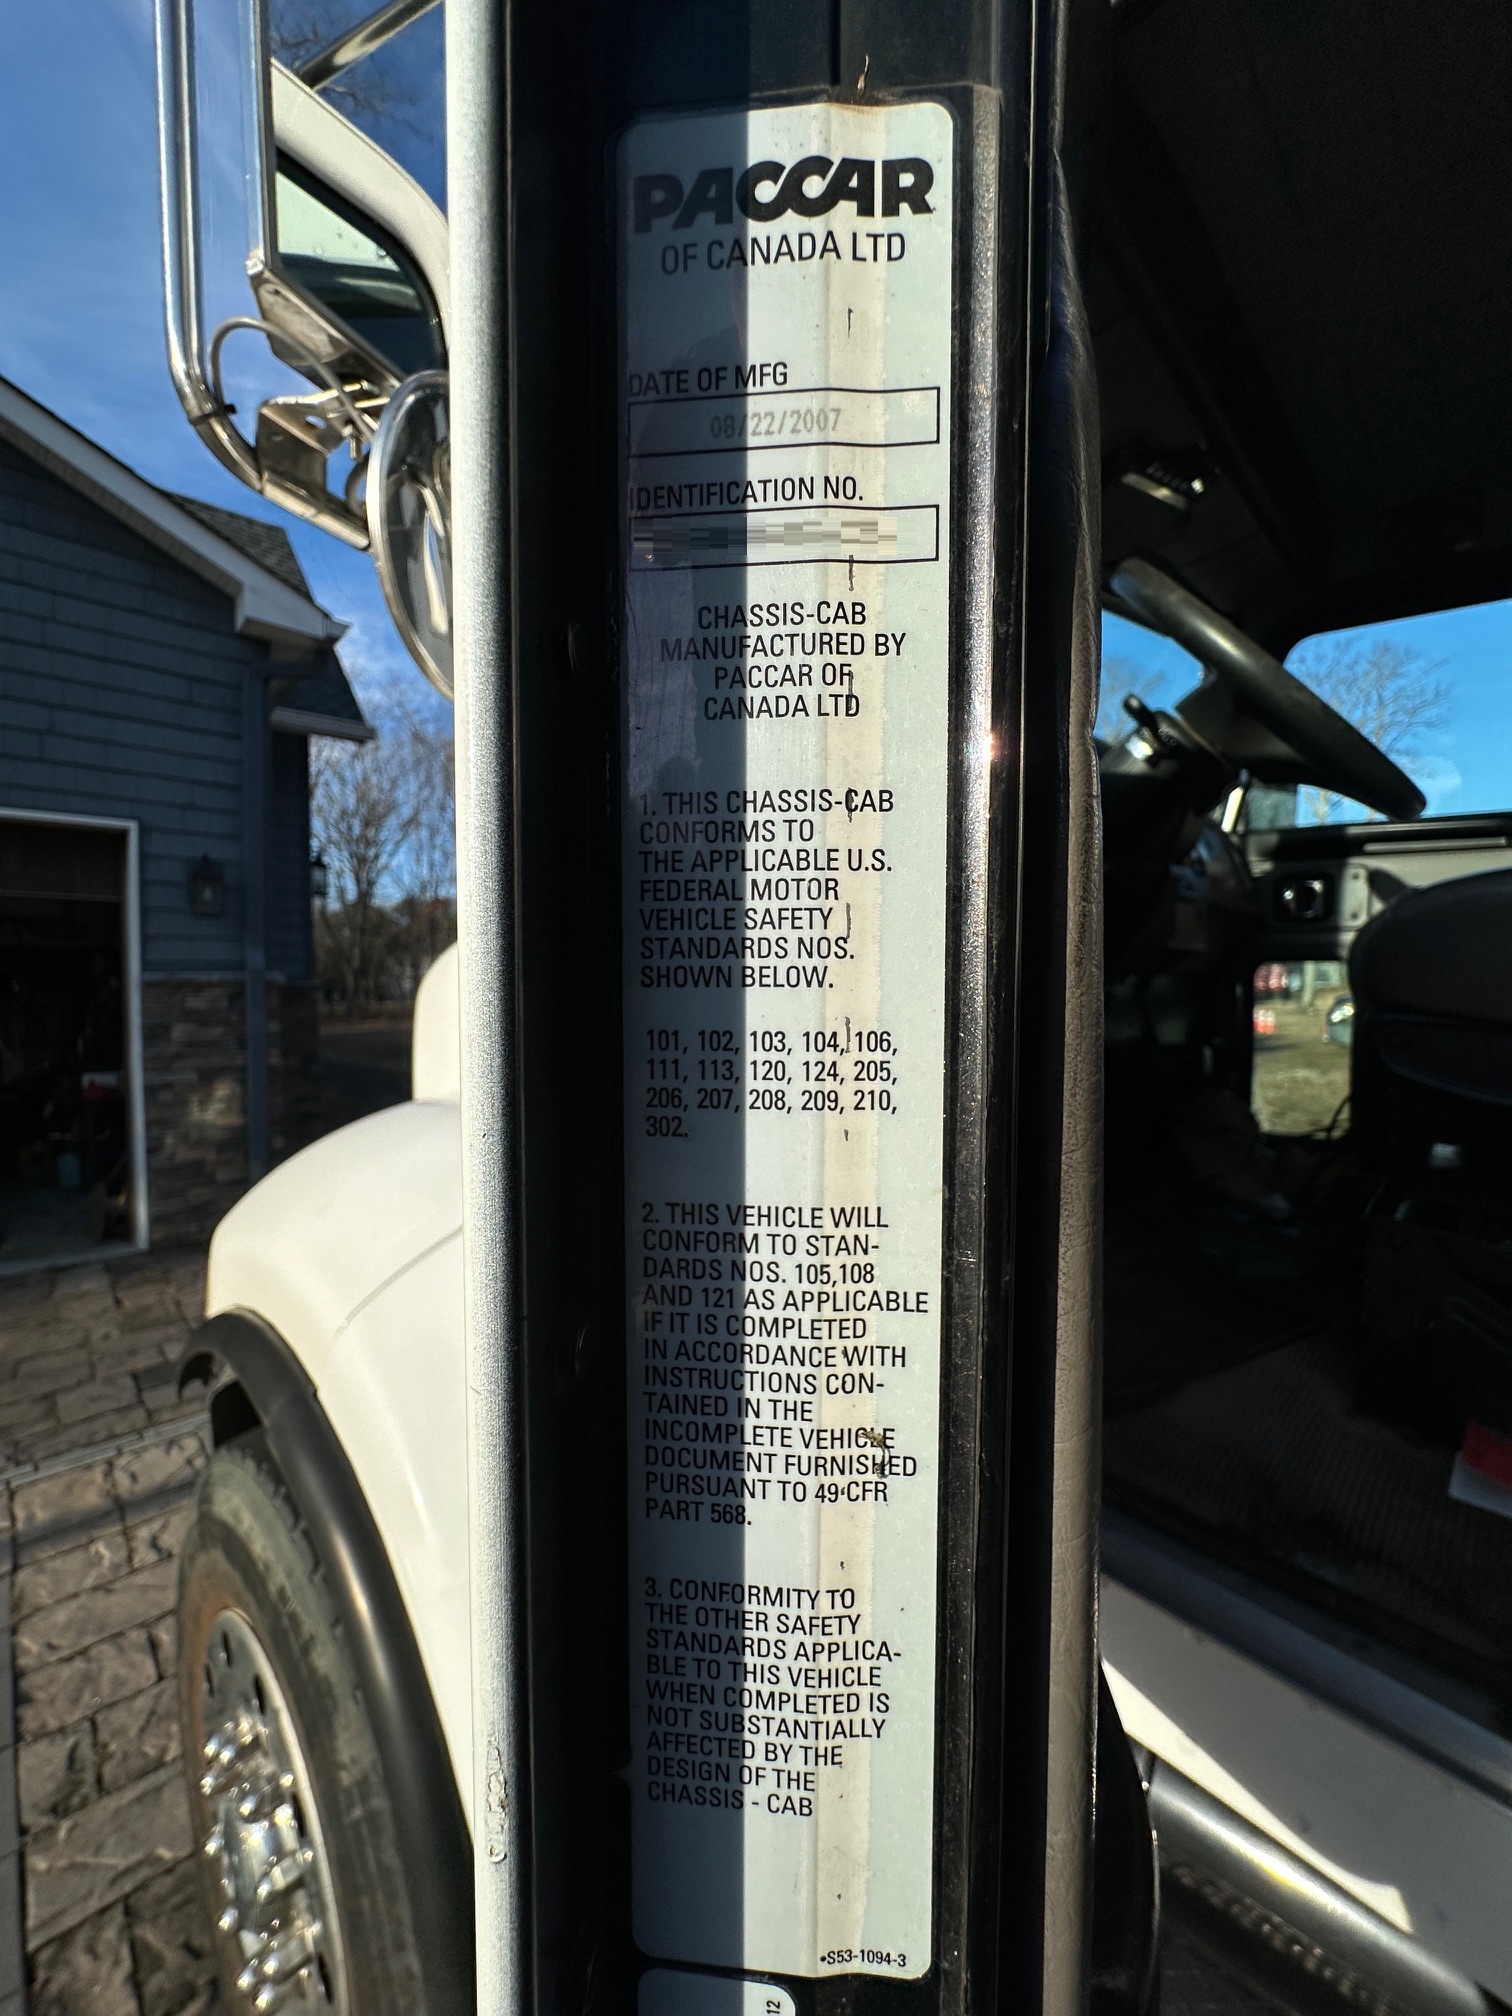 PACCAR
OF CANADA LTD
DATE OF MFG
08/22/2007
IDENTIFICATION NO.
CHASSIS-CAB
MANUFACTURED BY
PACCAR OF
CANADA LTD
1. THIS CHASSIS-CAB
CONFORMS TO
THE APPLICABLE U.S.
FEDERAL MOTOR
VEHICLE SAFETY
STANDARDS NOS.
SHOWN BELOW.
101, 102, 103, 104, 106,
111, 113, 120, 124, 205,
206, 207, 208, 209, 210,
302.
2. THIS VEHICLE WILL
CONFORM TO STAN-
DARDS NOS. 105,108
AND 121 AS APPLICABLE
IF IT IS COMPLETED
IN ACCORDANCE WITH
INSTRUCTIONS CON-
TAINED IN THE
INCOMPLETE VEHICLE
DOCUMENT FURNISHED
PURSUANT TO 49 CFR
PART 568.
3. CONFORMITY TO
THE OTHER SAFETY
STANDARDS APPLICA-
BLE TO THIS VEHICLE
WHEN COMPLETED IS
NOT SUBSTANTIALLY
AFFECTED BY THE
DESIGN OF THE
CHASSIS - CAB
•S53-1094-3
12